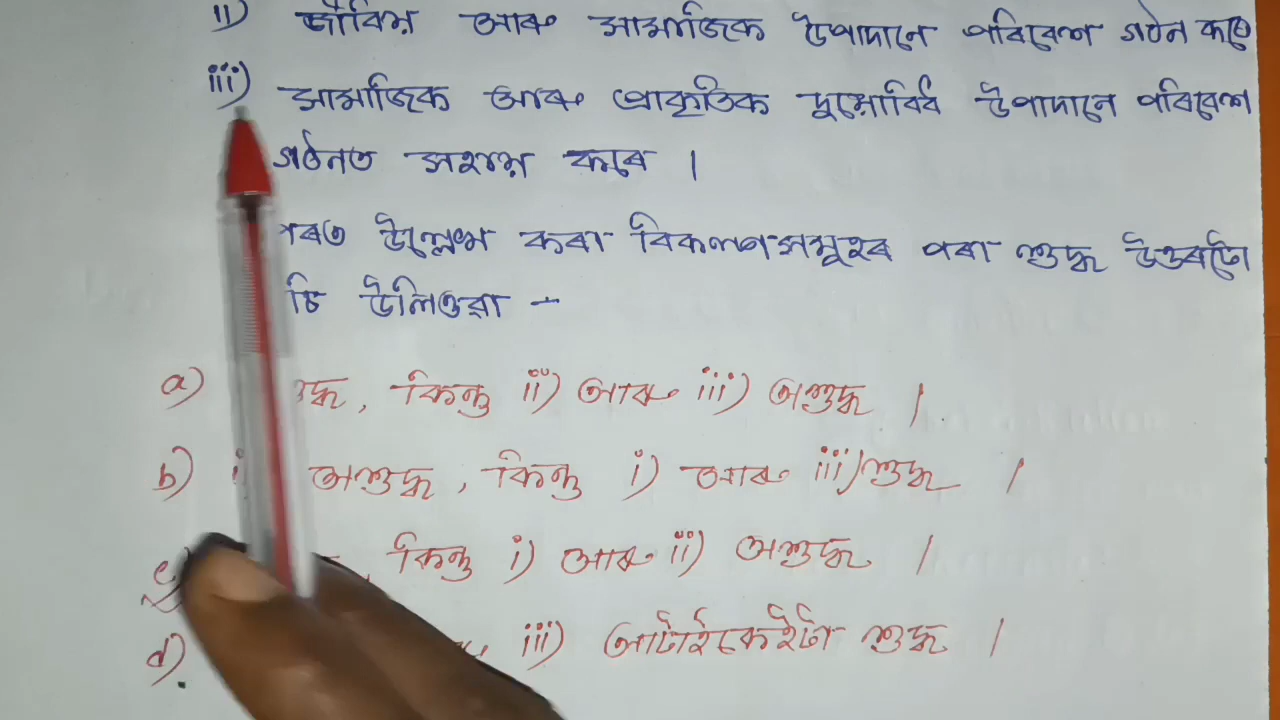 ii) জৈৱিয় আৰু সামাজিক উপাদানে পৰিবেশ গঠন কৰে
iii) সামাজিক আৰু প্ৰাকৃতিক দুয়োবিধ উপাদানে পৰিবেশ
গঠনত সহায় কৰে ।
পৰত উল্লেখ কৰা বিকল্পসমূহৰ পৰা শুদ্ধ উত্তৰটো
চি উলিওৱা –
a) শুদ্ধ, কিন্তু ii) আৰু iii) অশুদ্ধ ।
b) অশুদ্ধ, কিন্তু i) আৰু iii) শুদ্ধ ।
c) , কিন্তু i) আৰু ii) অশুদ্ধ ।
d) , iii) আটাইকেইটা শুদ্ধ ।